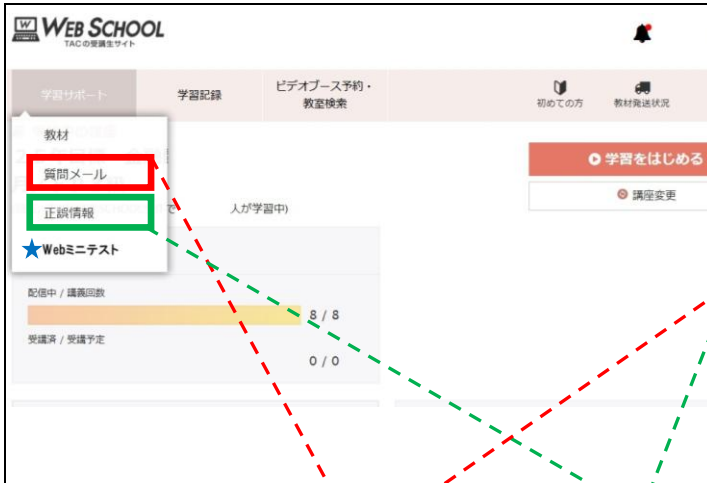 W WEB SCHOOL
TACの受講生サイト
学習サポート
学習記録
ビデオブース予約・
教室検索
初めての方
教材発送状況
教材
質問メール
正誤情報
★Webミニテスト
学習をはじめる
講座変更
で 人が学習中)
配信中 / 講義回数
8 / 8
受講済 / 受講予定
0 / 0